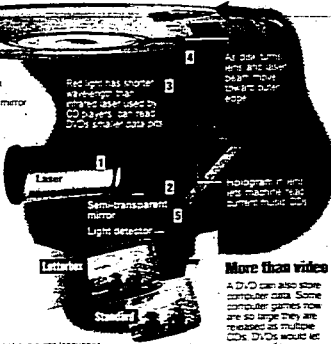 4
As disk turns
lens and laser
beam move
toward outer
edge
Red light has shorter
wavelength than
infrared laser used by
CD players, can read
DVDs smaller data pits
3
mirror
1
Laser
2
Semi-transparent
mirror
5
Light detector
Hologram in lens
lets machine read
current music CDs
Letterbox
Standard
More than video
A DVD can also store
computer data. Some
computer games now
are so large they are
released as multiple
CDs. DVDs would let